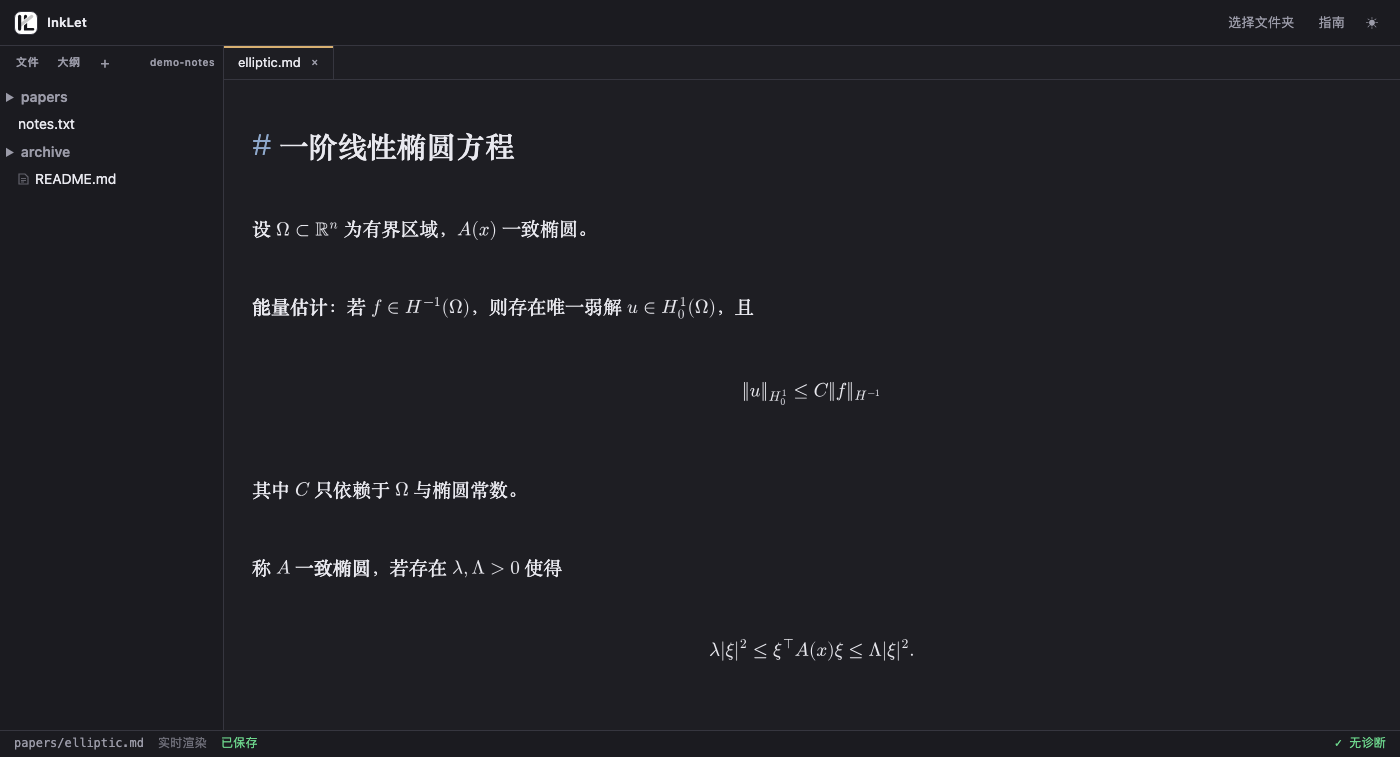 InkLet 选择文件夹 指南
文件 大纲 + demo-notes
elliptic.md ×
papers
notes.txt
archive
README.md
# 一阶线性椭圆方程
设 Ω ⊂ ℝⁿ 为有界区域，A(x) 一致椭圆。
能量估计：若 f ∈ H⁻¹(Ω)，则存在唯一弱解 u ∈ H₀¹(Ω)，且
‖u‖_{H₀¹} ≤ C‖f‖_{H⁻¹}
其中 C 只依赖于 Ω 与椭圆常数。
称 A 一致椭圆，若存在 λ, Λ > 0 使得
λ|ξ|² ≤ ξ^⊤A(x)ξ ≤ Λ|ξ|².
papers/elliptic.md 实时渲染 已保存 ✓ 无诊断